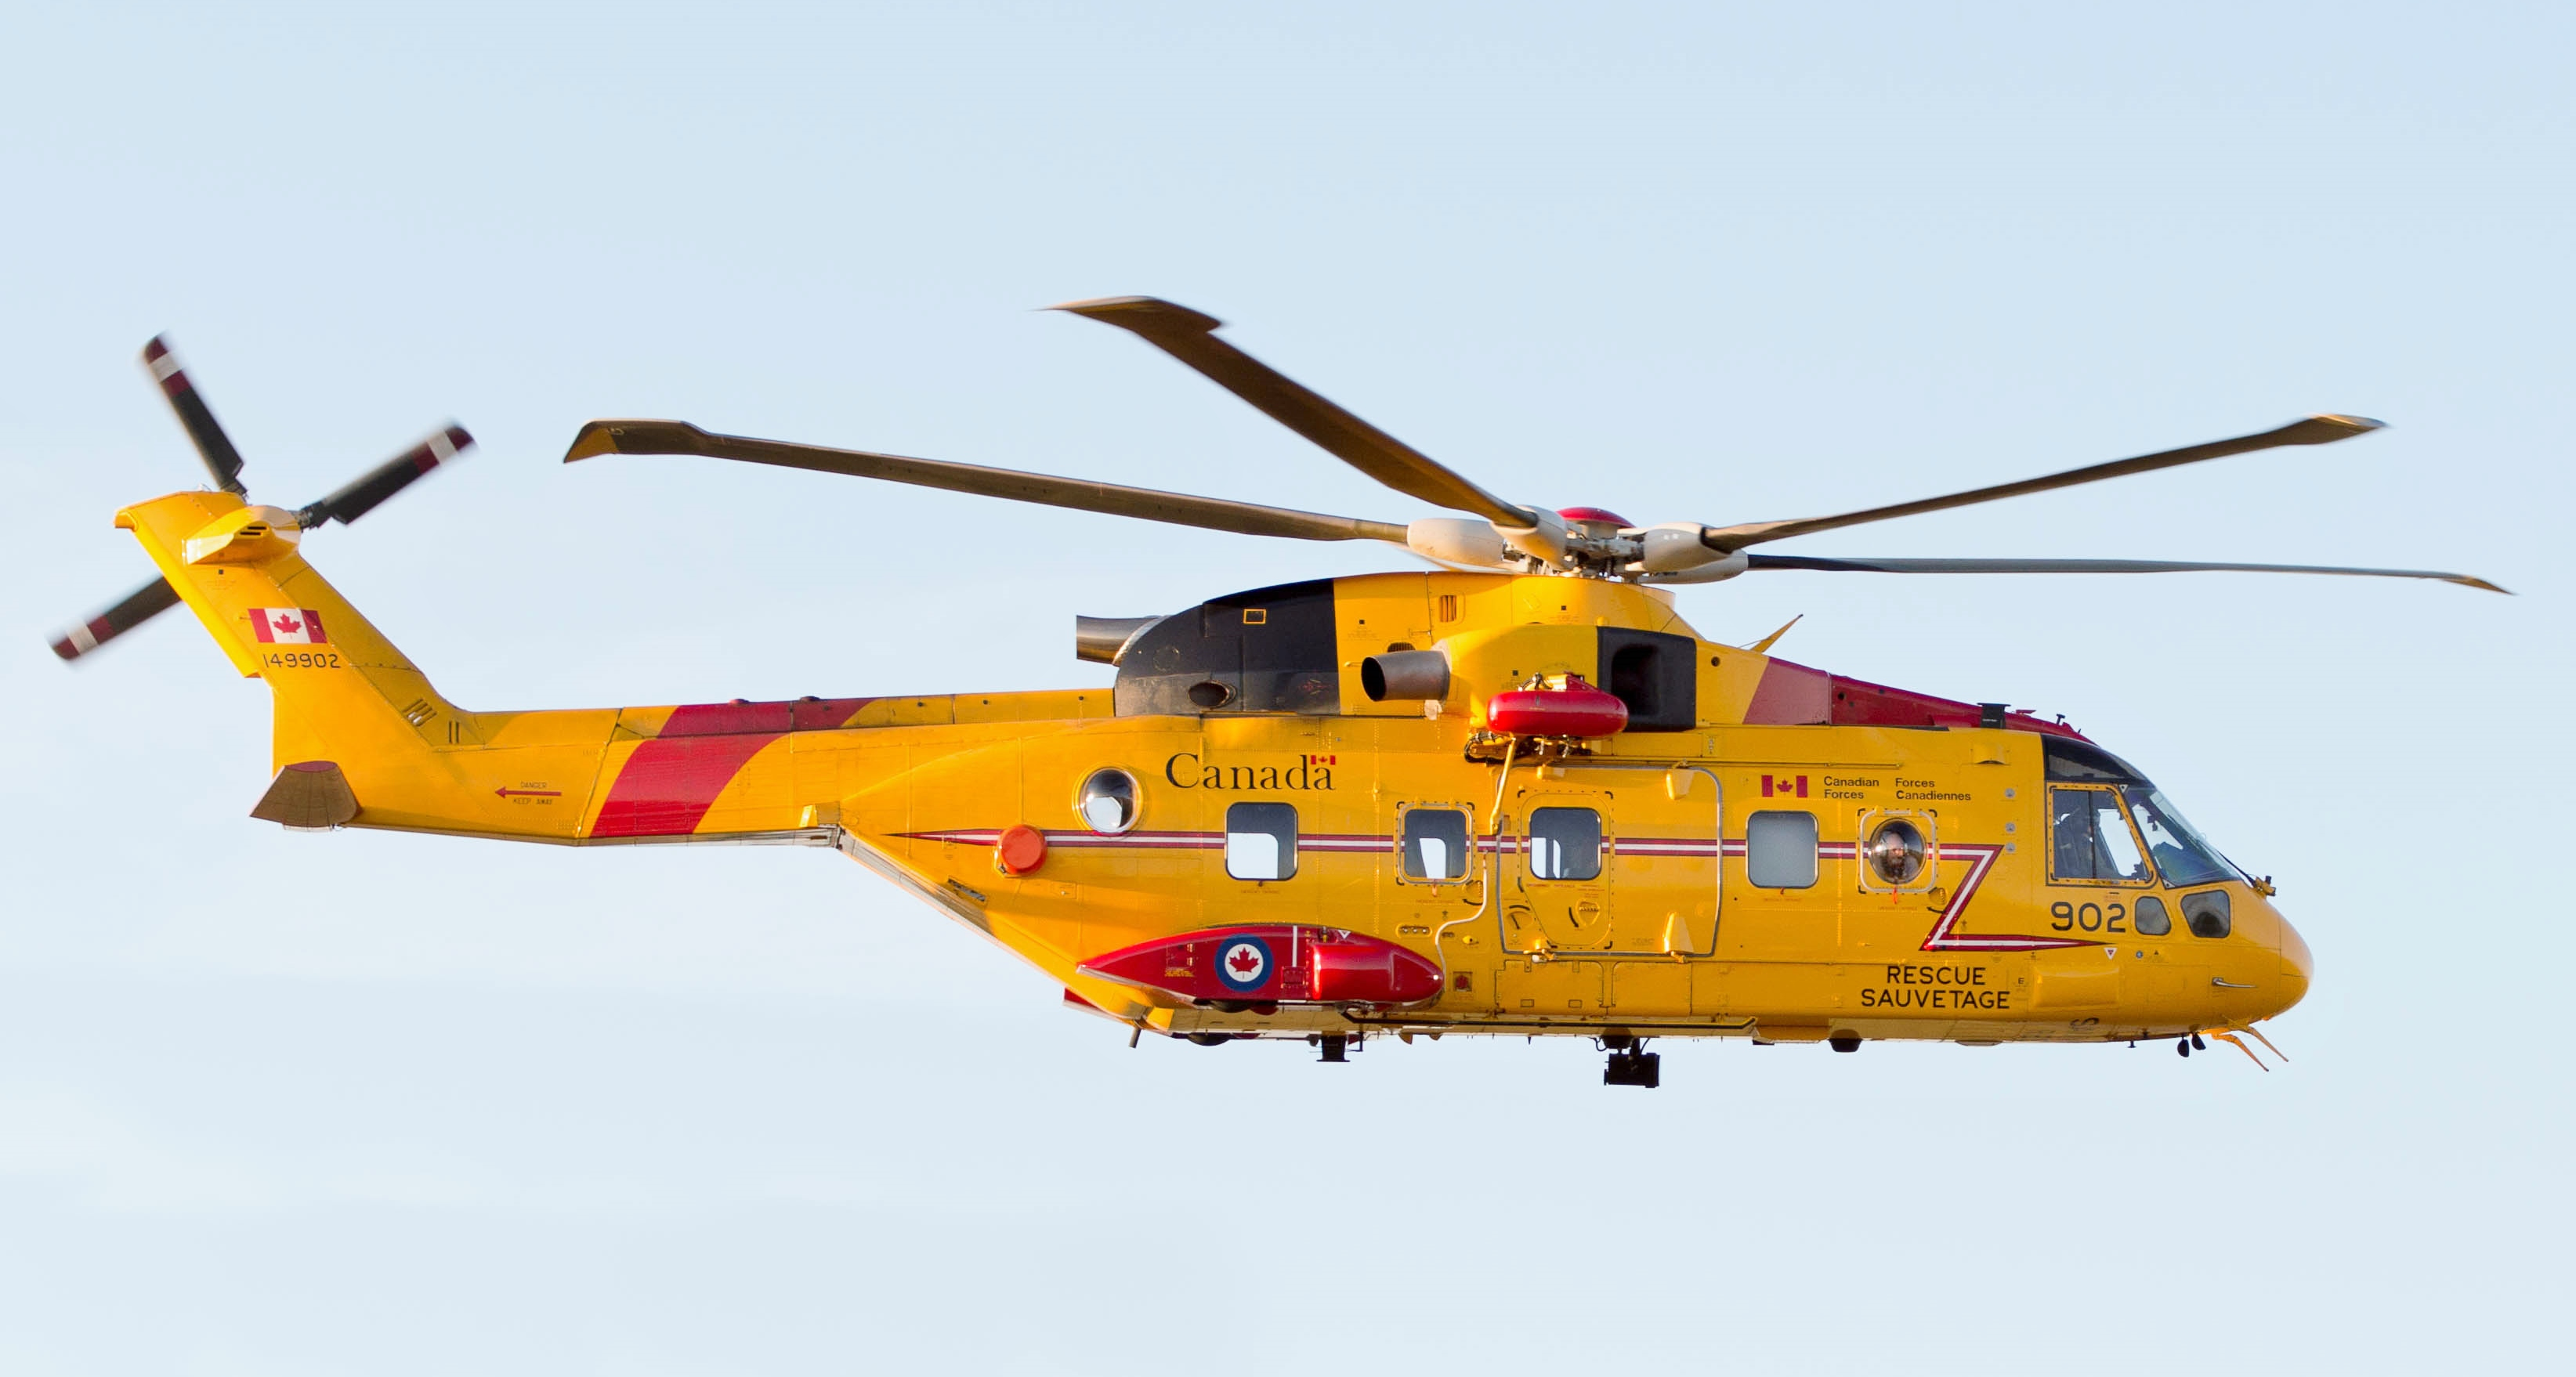 149902
DANGER
KEEP AWAY
Canada
Canadian Forces
Forces Canadiennes
902
RESCUE
SAUVETAGE